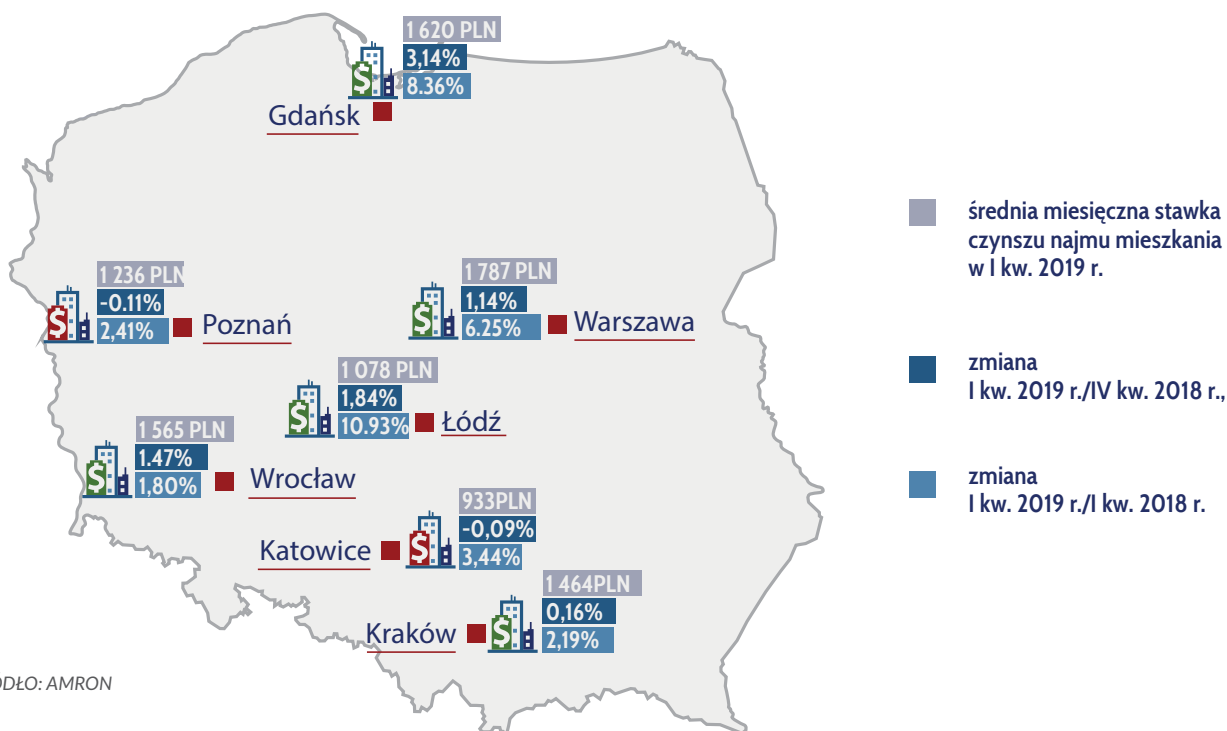 1 620 PLN
3,14%
8.36%
Gdańsk
1 236 PLN
-0.11%
2,41%
Poznań
1 787 PLN
1,14%
6.25%
Warszawa
1 078 PLN
1,84%
10.93%
Łódź
1 565 PLN
1.47%
1,80%
Wrocław
933PLN
-0,09%
3,44%
Katowice
1 464PLN
0,16%
2,19%
Kraków
średnia miesięczna stawka
czynszu najmu mieszkania
w I kw. 2019 r.
zmiana
I kw. 2019 r./IV kw. 2018 r.,
zmiana
I kw. 2019 r./I kw. 2018 r.
ODŁO: AMRON